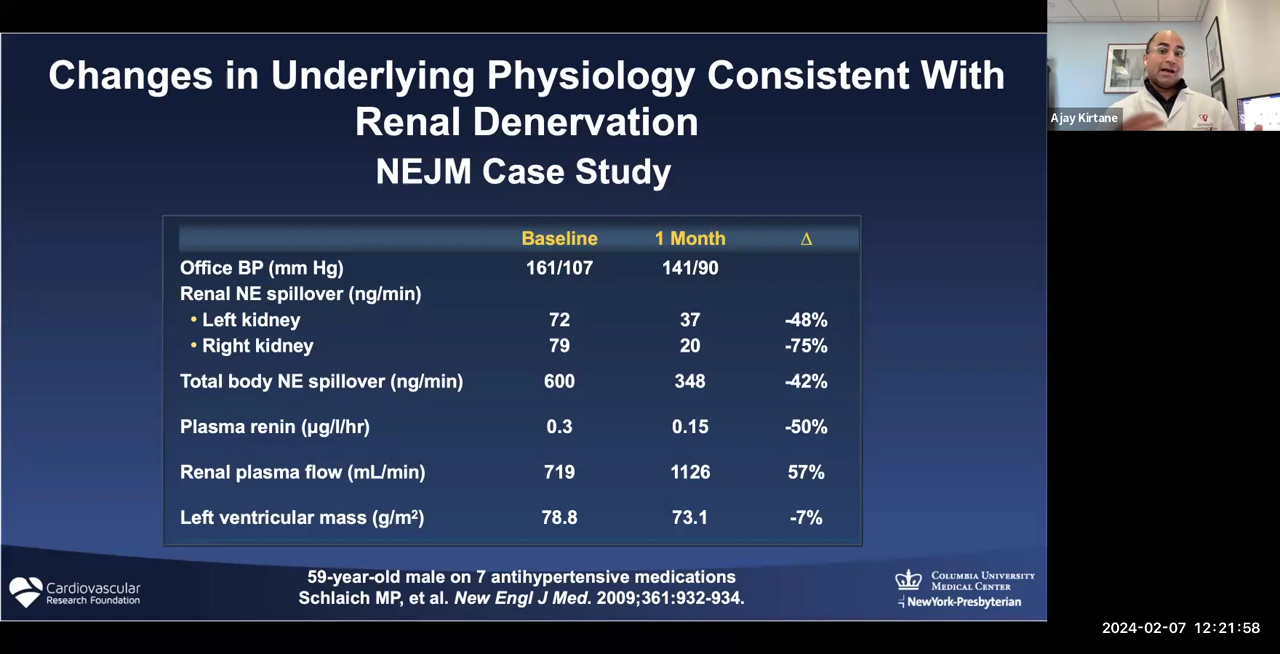 Changes in Underlying Physiology Consistent With
Renal Denervation
NEJM Case Study
Baseline 1 Month Δ
Office BP (mm Hg) 161/107 141/90
Renal NE spillover (ng/min)
• Left kidney 72 37 -48%
• Right kidney 79 20 -75%
Total body NE spillover (ng/min) 600 348 -42%
Plasma renin (μg/l/hr) 0.3 0.15 -50%
Renal plasma flow (mL/min) 719 1126 57%
Left ventricular mass (g/m²) 78.8 73.1 -7%
59-year-old male on 7 antihypertensive medications
Schlaich MP, et al. New Engl J Med. 2009;361:932-934.
Cardiovascular
Research Foundation
COLUMBIA UNIVERSITY
MEDICAL CENTER
NewYork-Presbyterian
Ajay Kirtane
2024-02-07 12:21:58